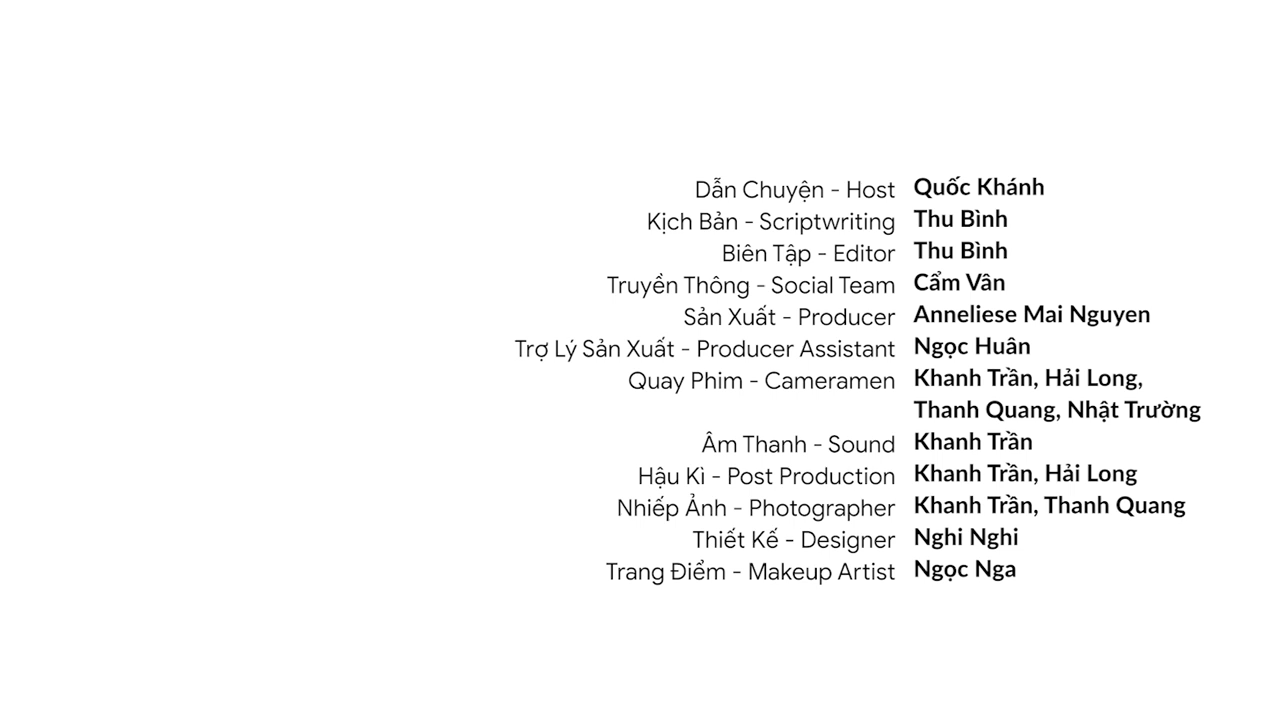 Dẫn Chuyện - Host Quốc Khánh
Kịch Bản - Scriptwriting Thu Bình
Biên Tập - Editor Thu Bình
Truyền Thông - Social Team Cẩm Vân
Sản Xuất - Producer Anneliese Mai Nguyen
Trợ Lý Sản Xuất - Producer Assistant Ngọc Huân
Quay Phim - Cameramen Khanh Trần, Hải Long,
Thanh Quang, Nhật Trường
Âm Thanh - Sound Khanh Trần
Hậu Kì - Post Production Khanh Trần, Hải Long
Nhiếp Ảnh - Photographer Khanh Trần, Thanh Quang
Thiết Kế - Designer Nghi Nghi
Trang Điểm - Makeup Artist Ngọc Nga